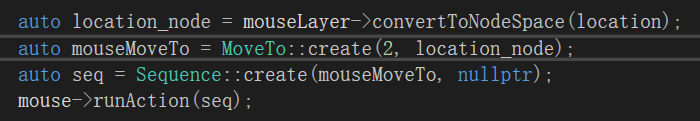 auto location_node = mouseLayer->convertToNodeSpace(location);
auto mouseMoveTo = MoveTo::create(2, location_node);
auto seq = Sequence::create(mouseMoveTo, nullptr);
mouse->runAction(seq);